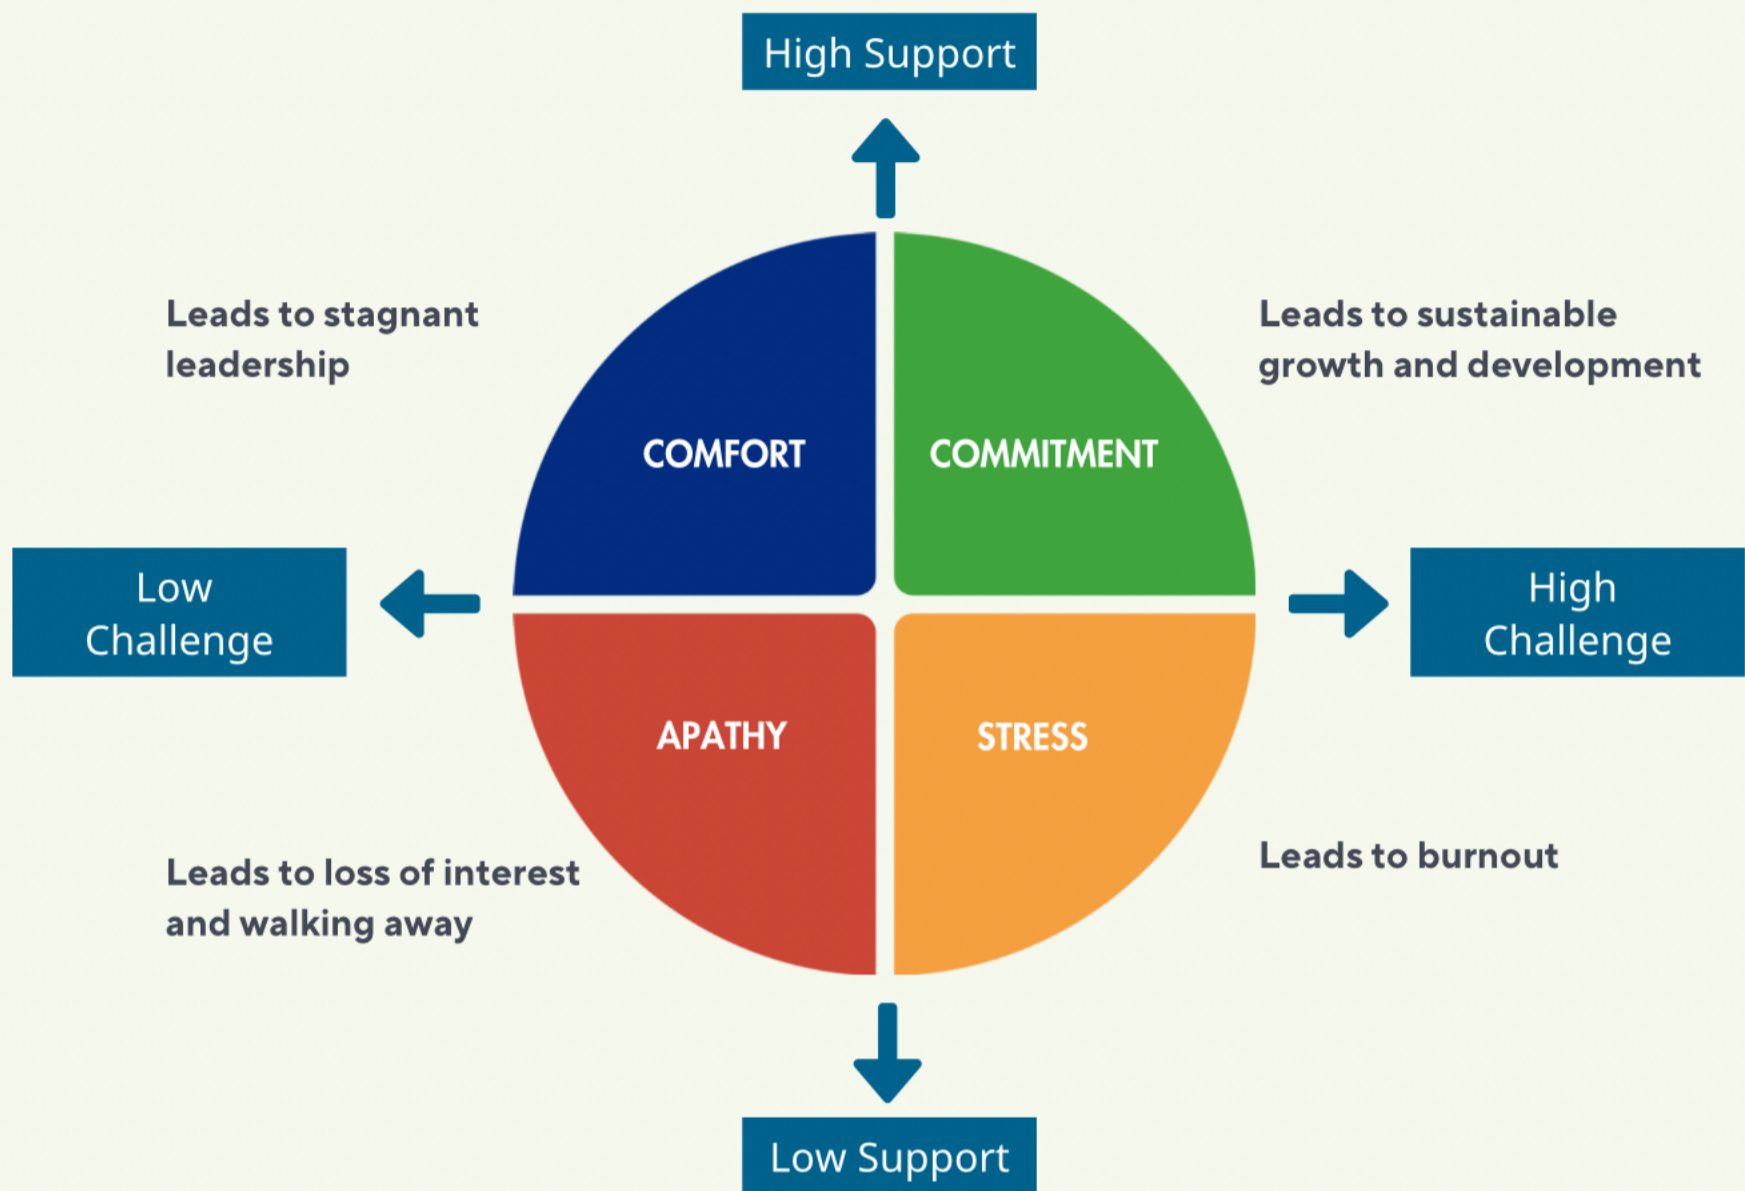 High Support
Leads to stagnant
leadership
Leads to sustainable
growth and development
COMFORT
COMMITMENT
Low
Challenge
High
Challenge
APATHY
STRESS
Leads to loss of interest
and walking away
Leads to burnout
Low Support